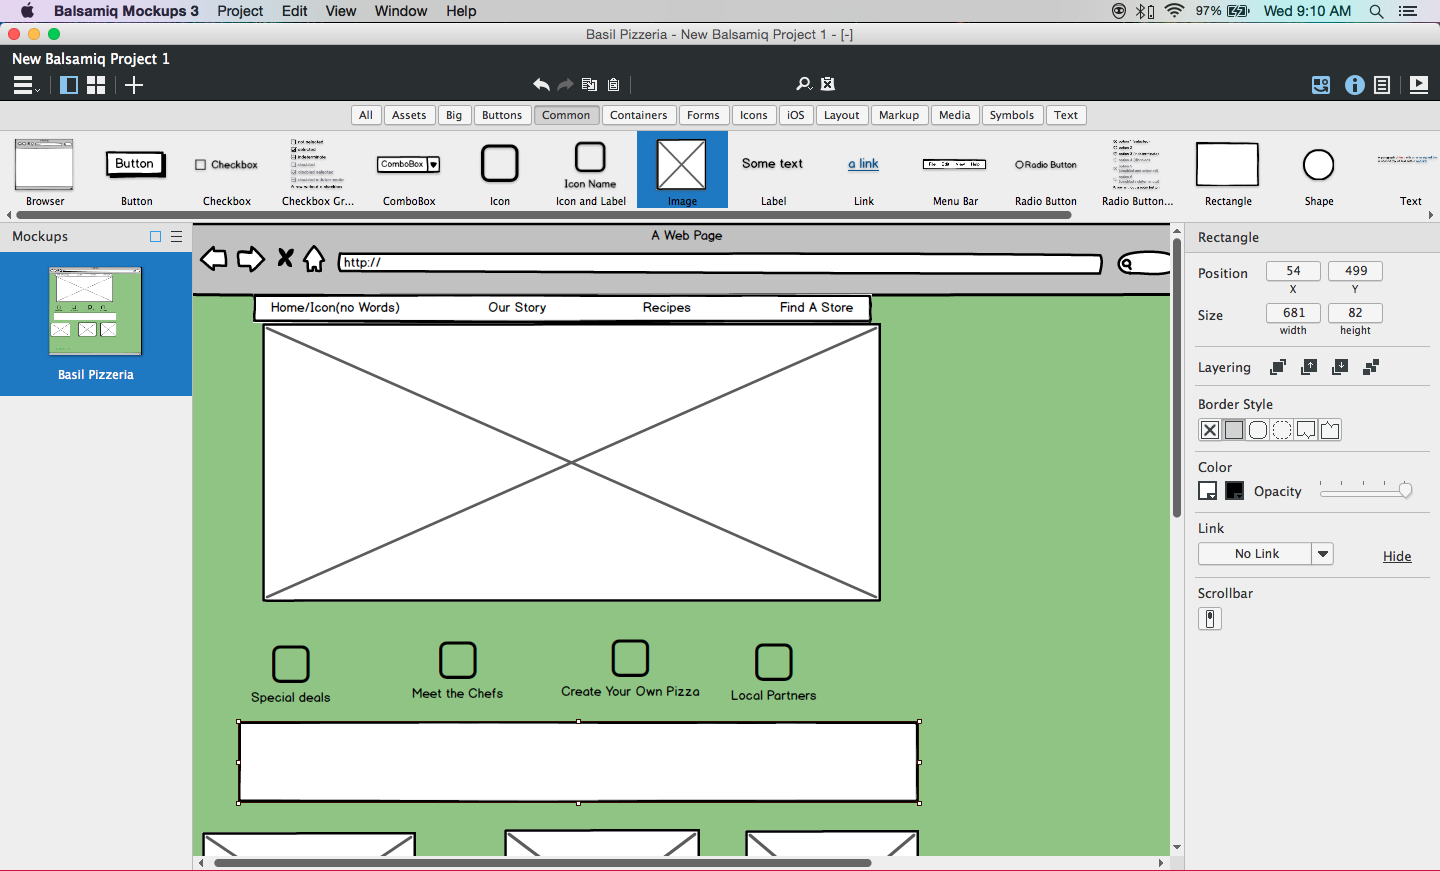 Balsamiq Mockups 3 Project Edit View Window Help 97% Wed 9:10 AM
Basil Pizzeria - New Balsamiq Project 1 - [-]
New Balsamiq Project 1
All Assets Big Buttons Common Containers Forms Icons iOS Layout Markup Media Symbols Text
Button Checkbox ComboBox Icon Name Some text a link File Edit View Help Radio Button
Browser Button Checkbox Checkbox Gr... ComboBox Icon Icon and Label Image Label Link Menu Bar Radio Button Radio Button... Rectangle Shape Text
Mockups
Basil Pizzeria
A Web Page
http://
Home/Icon(no Words) Our Story Recipes Find A Store
Special deals Meet the Chefs Create Your Own Pizza Local Partners
Rectangle
Position 54 499
X Y
Size 681 82
width height
Layering
Border Style
Color
Opacity
Link
No Link Hide
Scrollbar